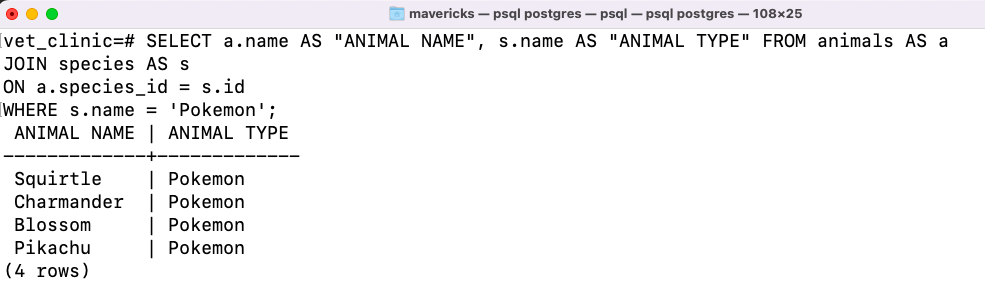 mavericks — psql postgres — psql — psql postgres — 108×25
vet_clinic=# SELECT a.name AS "ANIMAL NAME", s.name AS "ANIMAL TYPE" FROM animals AS a
JOIN species AS s
ON a.species_id = s.id
WHERE s.name = 'Pokemon';
 ANIMAL NAME | ANIMAL TYPE
-------------+-------------
 Squirtle    | Pokemon
 Charmander  | Pokemon
 Blossom     | Pokemon
 Pikachu     | Pokemon
(4 rows)